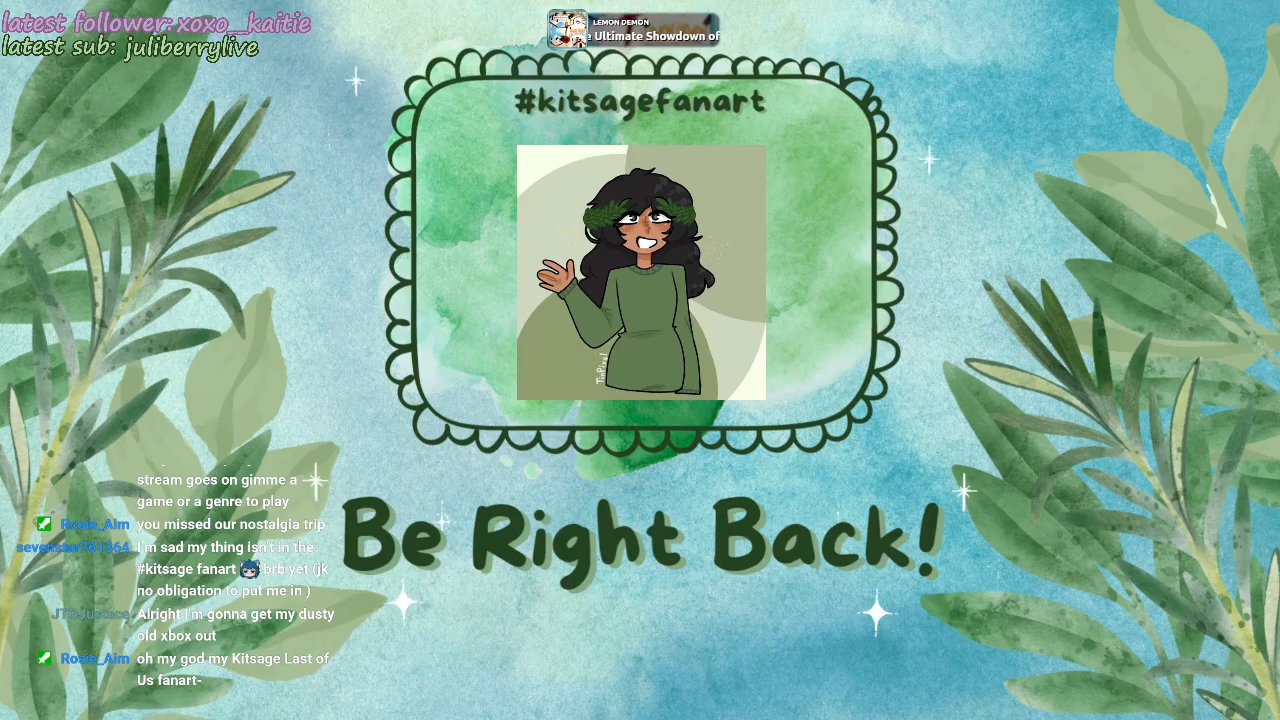 latest follower: xoxo_kaitie
latest sub: juliberrylive
LEMON DEMON
e Ultimate Showdown of
#kitsagefanart
stream goes on gimme a
game or a genre to play
Rosie_Aim you missed our nostalgia trip
sevenstar761364 I'm sad my thing isn't in the
#kitsage fanart brb yet (jk
no obligation to put me in )
Alright I'm gonna get my dusty
old xbox out
Rosie_Aim oh my god my Kitsage Last of
Us fanart-
Be Right Back!